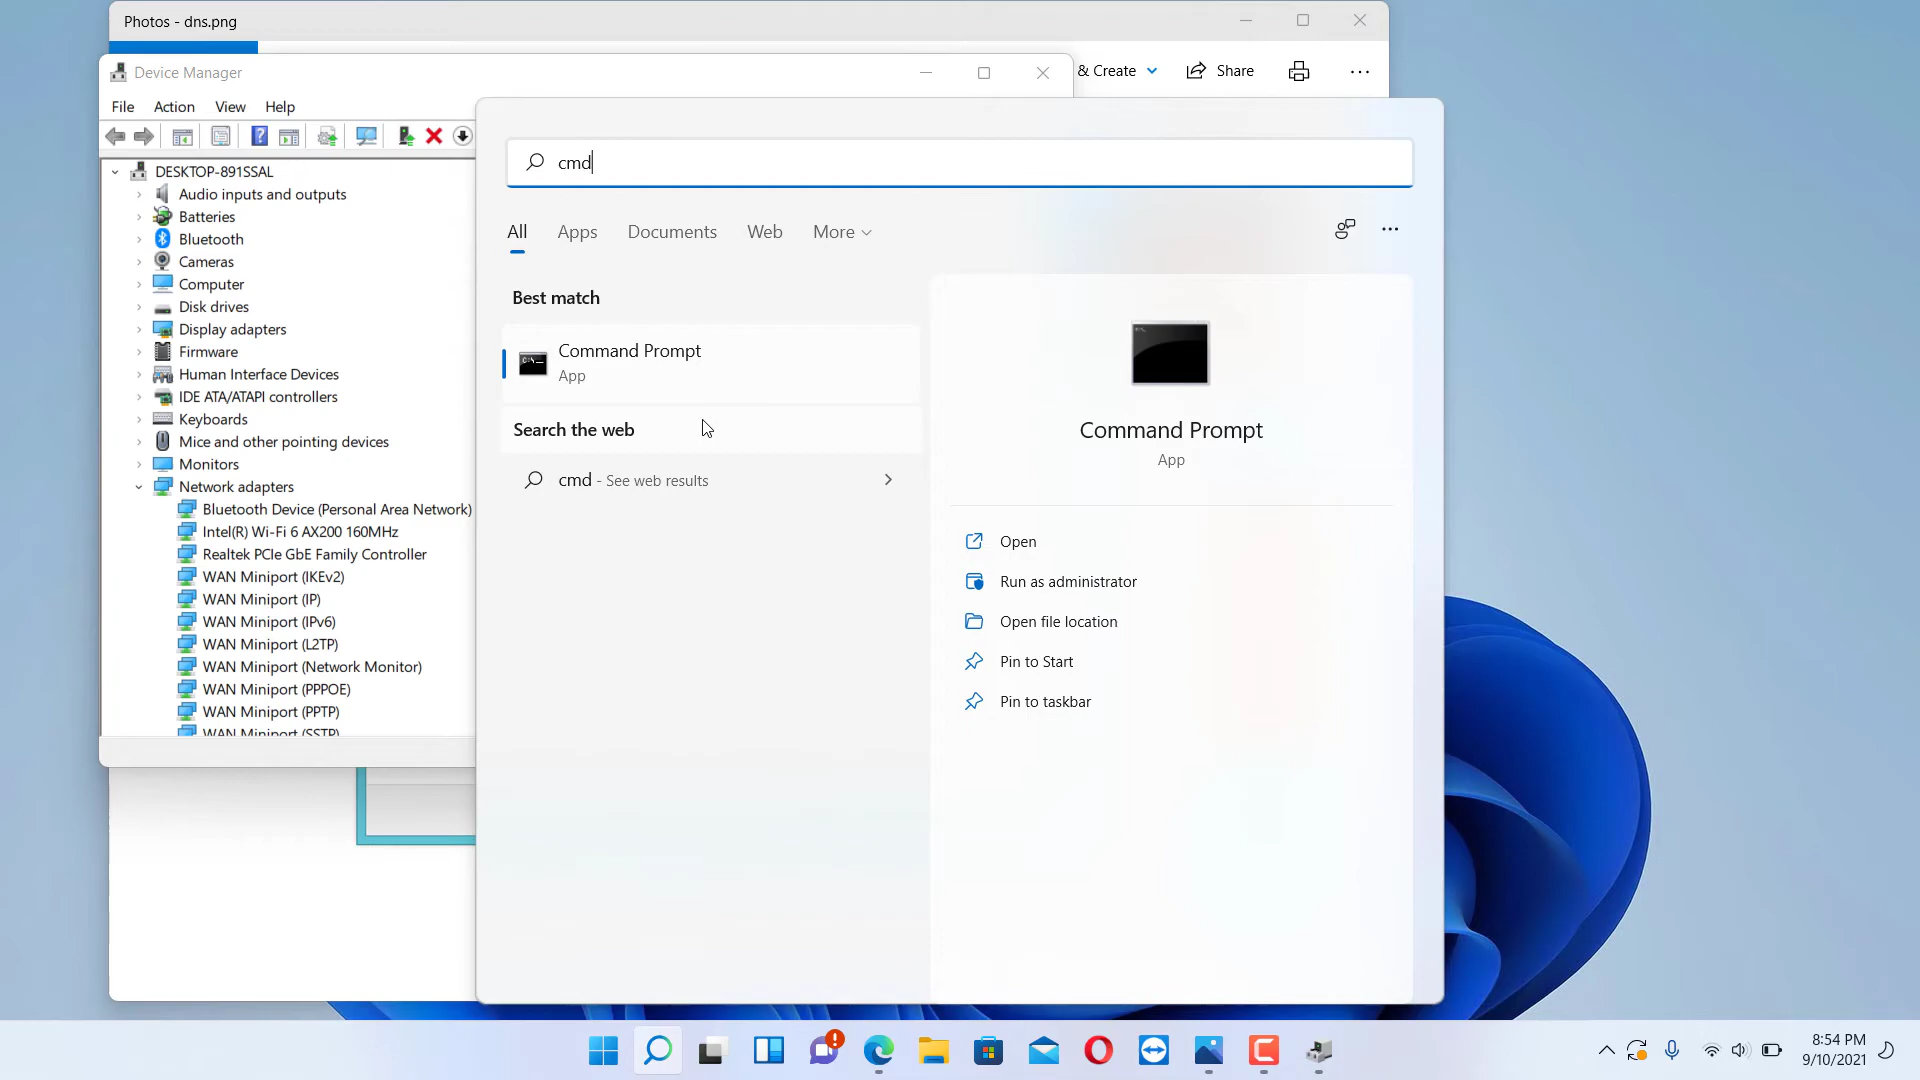 Photos - dns.png
Device Manager
& Create
Share
File Action View Help
DESKTOP-891SSAL
Audio inputs and outputs
Batteries
Bluetooth
Cameras
Computer
Disk drives
Display adapters
Firmware
Human Interface Devices
IDE ATA/ATAPI controllers
Keyboards
Mice and other pointing devices
Monitors
Network adapters
Bluetooth Device (Personal Area Network)
Intel(R) Wi-Fi 6 AX200 160MHz
Realtek PCIe GbE Family Controller
WAN Miniport (IKEv2)
WAN Miniport (IP)
WAN Miniport (IPv6)
WAN Miniport (L2TP)
WAN Miniport (Network Monitor)
WAN Miniport (PPPOE)
WAN Miniport (PPTP)
WAN Miniport (SSTP)
cmd
All Apps Documents Web More
Best match
Command Prompt
App
Search the web
cmd - See web results
Command Prompt
App
Open
Run as administrator
Open file location
Pin to Start
Pin to taskbar
8:54 PM
9/10/2021